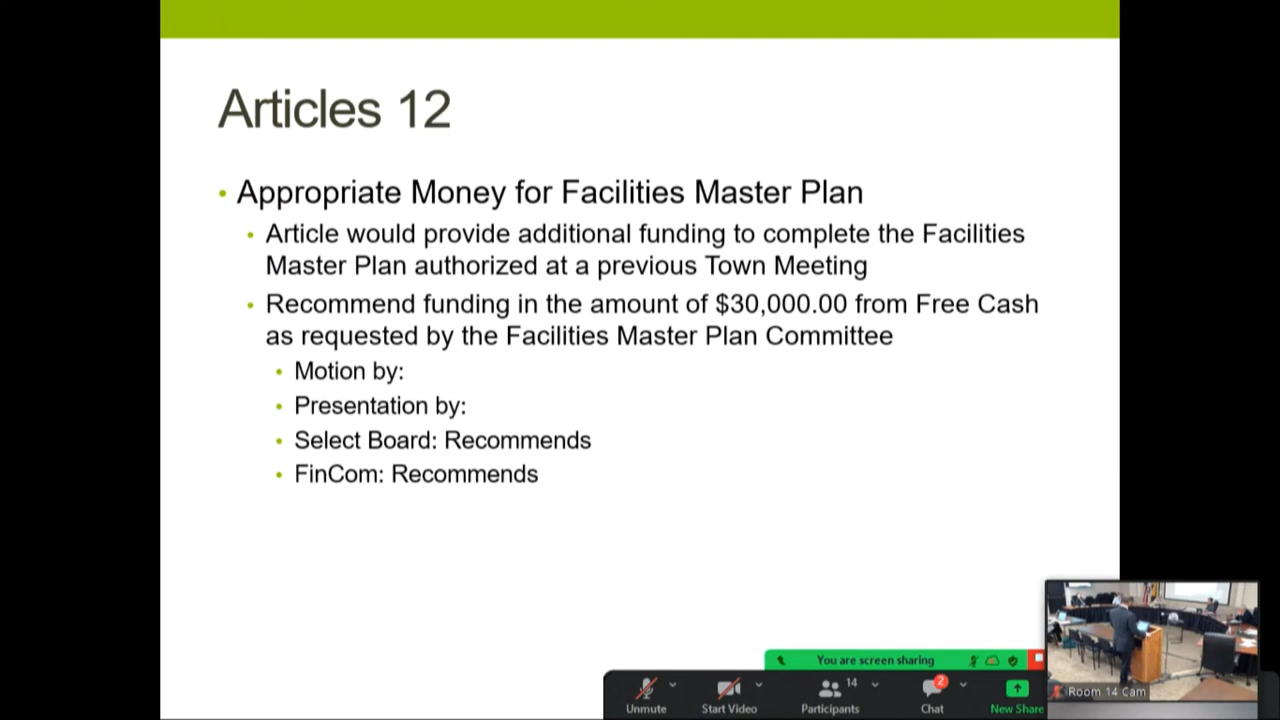 Articles 12
• Appropriate Money for Facilities Master Plan
• Article would provide additional funding to complete the Facilities
Master Plan authorized at a previous Town Meeting
• Recommend funding in the amount of $30,000.00 from Free Cash
as requested by the Facilities Master Plan Committee
• Motion by:
• Presentation by:
• Select Board: Recommends
• FinCom: Recommends
You are screen sharing
Room 14 Cam
14
2
Unmute
Start Video
Participants
Chat
New Share